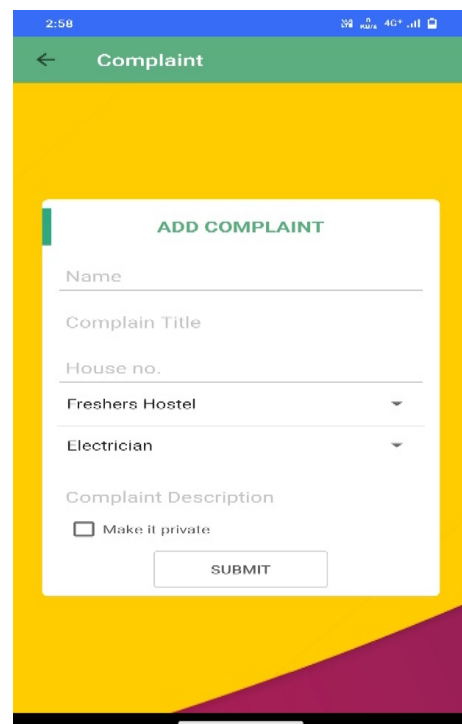 2:58
4G+
Complaint
ADD COMPLAINT
Name
Complain Title
House no.
Freshers Hostel
Electrician
Complaint Description
Make it private
SUBMIT